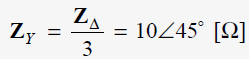 Z_Y = Z_Δ / 3 = 10∠45° [Ω]